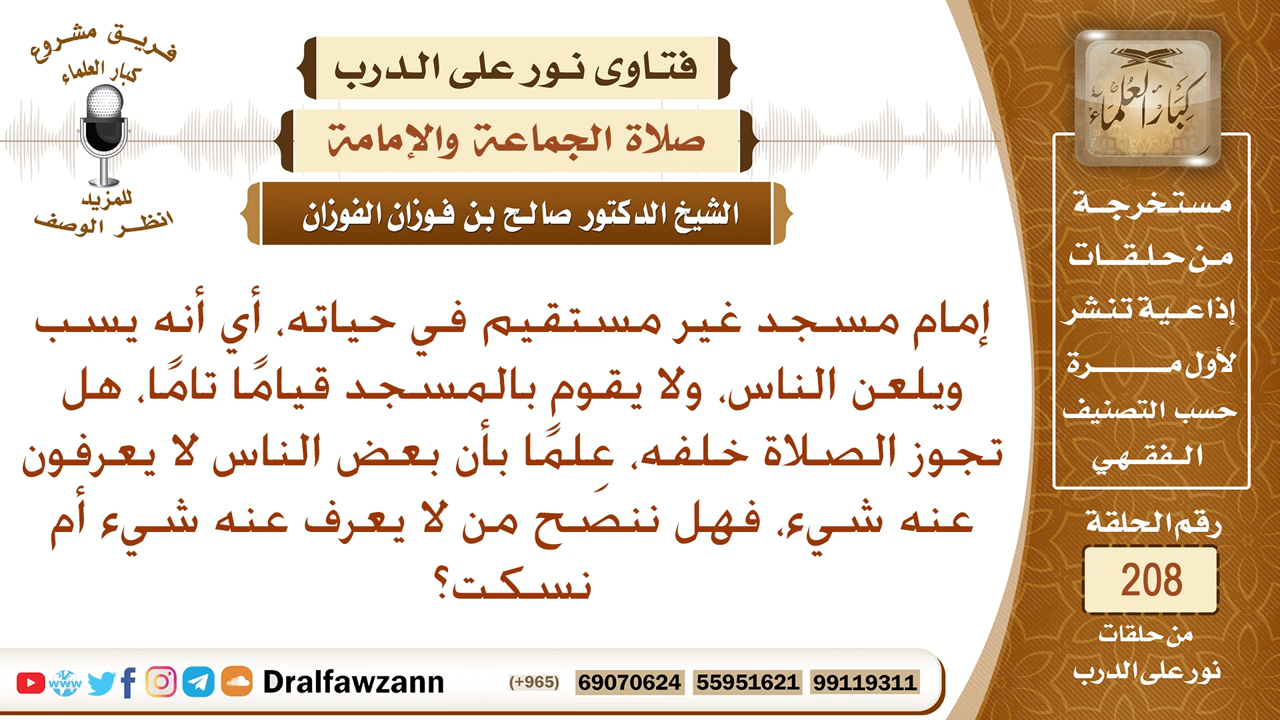 فريق مشروع
كبار العلماء
للمزيد
انظر الوصف
فتاوى نور على الدرب
صلاة الجماعة والإمامة
الشيخ الدكتور صالح بن فوزان الفوزان
إمام مسجد غير مستقيم في حياته، أي أنه يسب
ويلعن الناس، ولا يقوم بالمسجد قيامًا تامًا، هل
تجوز الصلاة خلفه، عِلمًا بأن بعض الناس لا يعرفون
عنه شيء، فهل ننصح من لا يعرف عنه شيء أم
نسكت؟
كبار العلماء
مستخرجة
من حلقات
إذاعية تنشر
لأول مرة
حسب التصنيف
الفقهي
رقم الحلقة
208
من حلقات
نور على الدرب
www
Dralfawzann (+965) 69070624 55951621 99119311